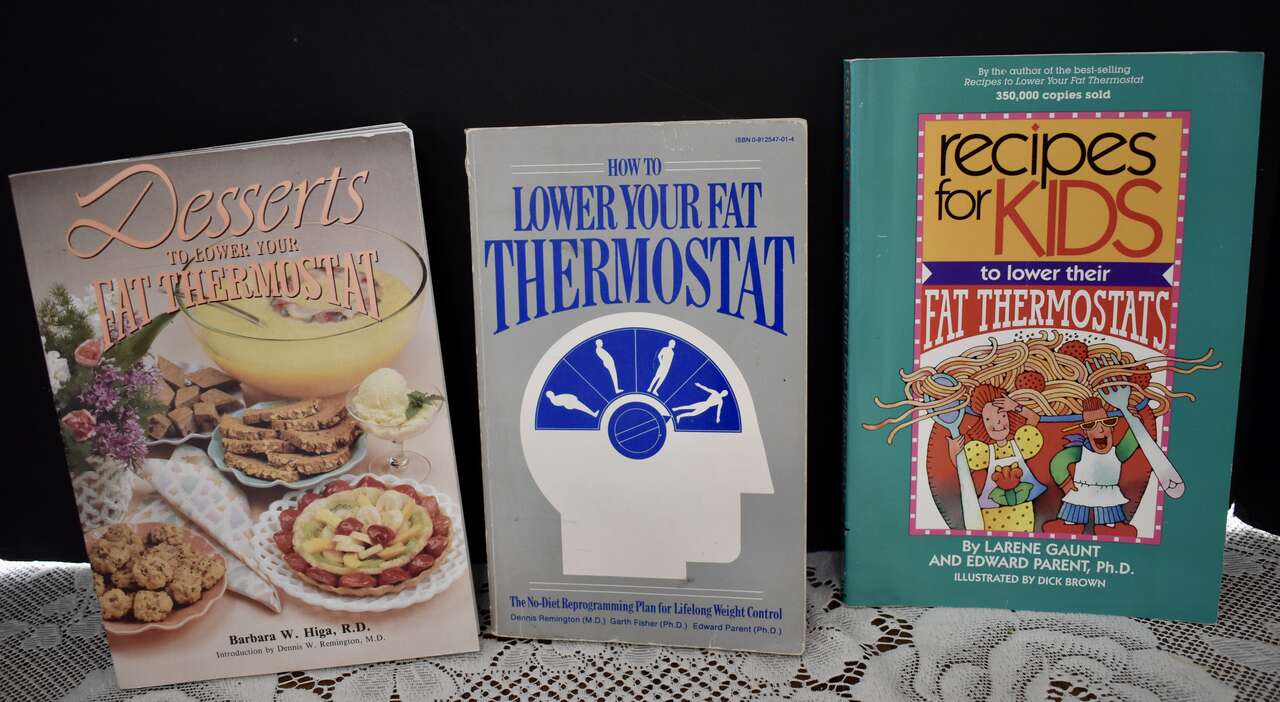 Desserts
TO LOWER YOUR
FAT THERMOSTAT
Barbara W. Higa, R.D.
Introduction by Dennis W. Remington, M.D.
ISBN 0-912547-01-4
HOW TO
LOWER YOUR FAT
THERMOSTAT
The No-Diet Reprogramming Plan for Lifelong Weight Control
Dennis Remington (M.D.) Garth Fisher (Ph.D.) Edward Parent (Ph.D.)
By the author of the best-selling
Recipes to Lower Your Fat Thermostat
350,000 copies sold
recipes
for KIDS
to lower their
FAT THERMOSTATS
By LARENE GAUNT
AND EDWARD PARENT, Ph.D.
ILLUSTRATED BY DICK BROWN